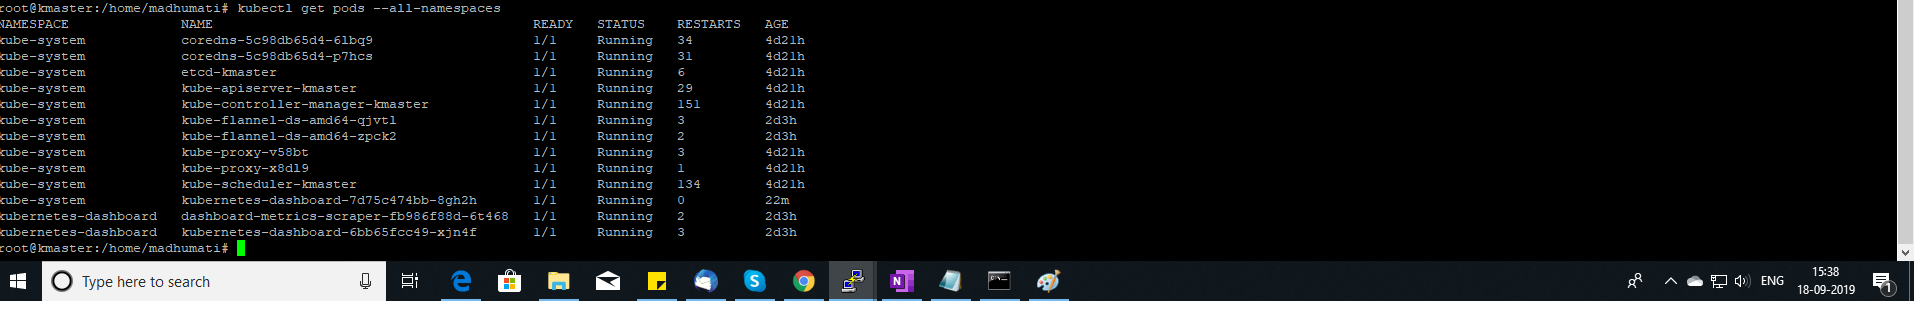 root@kmaster:/home/madhumati# kubectl get pods --all-namespaces
NAMESPACE NAME READY STATUS RESTARTS AGE
kube-system coredns-5c98db65d4-6lbq9 1/1 Running 34 4d21h
kube-system coredns-5c98db65d4-p7hcs 1/1 Running 31 4d21h
kube-system etcd-kmaster 1/1 Running 6 4d21h
kube-system kube-apiserver-kmaster 1/1 Running 29 4d21h
kube-system kube-controller-manager-kmaster 1/1 Running 151 4d21h
kube-system kube-flannel-ds-amd64-qjvtl 1/1 Running 3 2d3h
kube-system kube-flannel-ds-amd64-zpck2 1/1 Running 2 2d3h
kube-system kube-proxy-v58bt 1/1 Running 3 4d21h
kube-system kube-proxy-x8dl9 1/1 Running 1 4d21h
kube-system kube-scheduler-kmaster 1/1 Running 134 4d21h
kube-system kubernetes-dashboard-7d75c474bb-8gh2h 1/1 Running 0 22m
kubernetes-dashboard dashboard-metrics-scraper-fb986f88d-6t468 1/1 Running 2 2d3h
kubernetes-dashboard kubernetes-dashboard-6bb65fcc49-xjn4f 1/1 Running 3 2d3h
root@kmaster:/home/madhumati#
Type here to search
ENG
15:38
18-09-2019
1